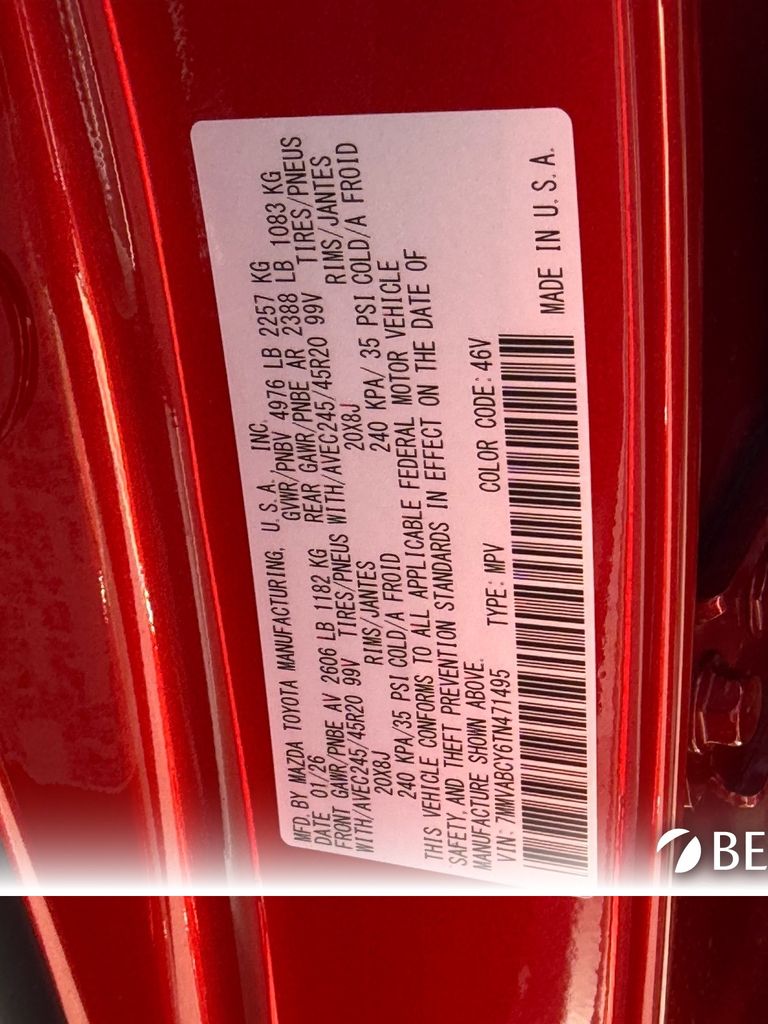 MFD. BY MAZDA TOYOTA MANUFACTURING, U.S.A. INC.
DATE 01/26 GVWR/PNBV 4976 LB 2257 KG
FRONT GAWR/PNBE AV 2606 LB 1182 KG REAR GAWR/PNBE AR 2388 LB 1083 KG
WITH/AVEC245/45R20 99V TIRES/PNEUS WITH/AVEC245/45R20 99V TIRES/PNEUS
20X8J RIMS/JANTES 20X8J RIMS/JANTES
240 KPA/35 PSI COLD/A FROID 240 KPA/ 35 PSI COLD/A FROID
THIS VEHICLE CONFORMS TO ALL APPLICABLE FEDERAL MOTOR VEHICLE
SAFETY, AND THEFT PREVENTION STANDARDS IN EFFECT ON THE DATE OF
MANUFACTURE SHOWN ABOVE.
VIN: 7MMVABCY6TN471495 TYPE: MPV COLOR CODE: 46V
MADE IN U.S.A.
BE